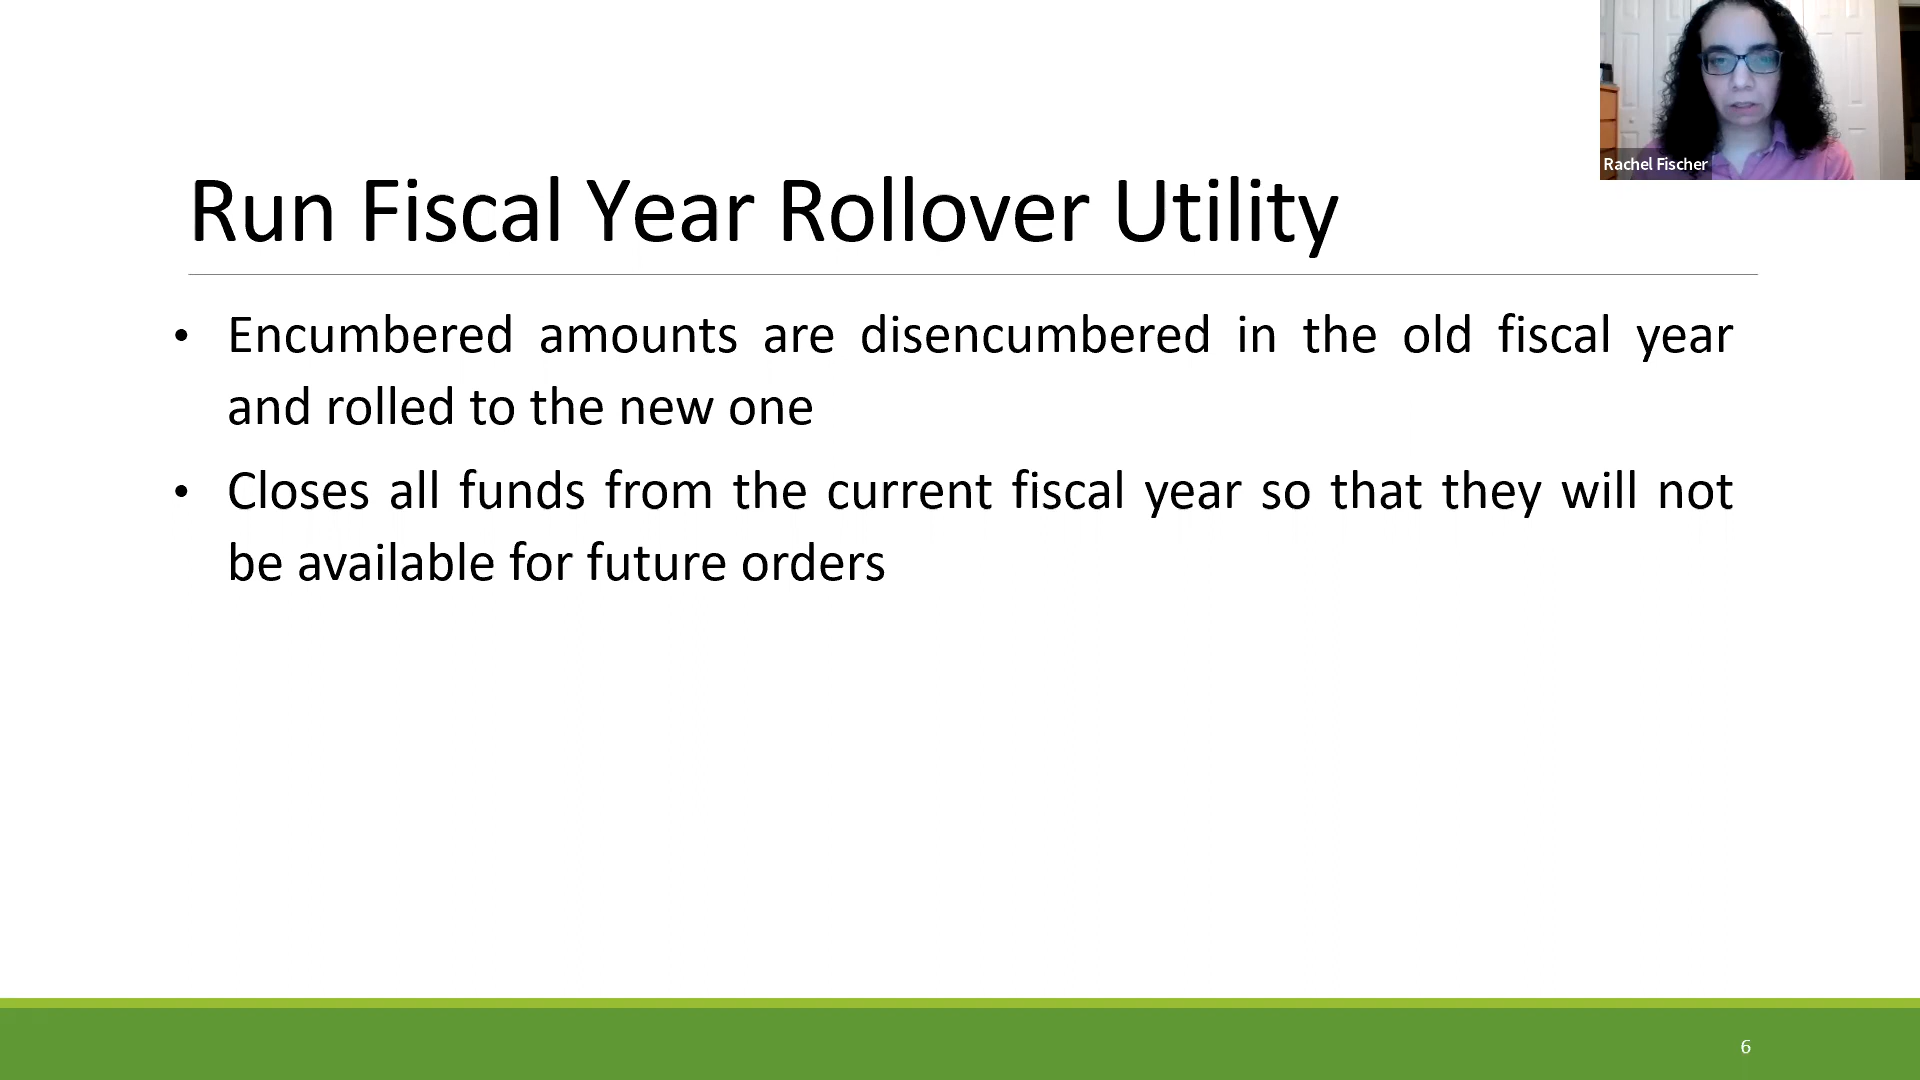 Rachel Fischer
Run Fiscal Year Rollover Utility
• Encumbered amounts are disencumbered in the old fiscal year
and rolled to the new one
• Closes all funds from the current fiscal year so that they will not
be available for future orders
6